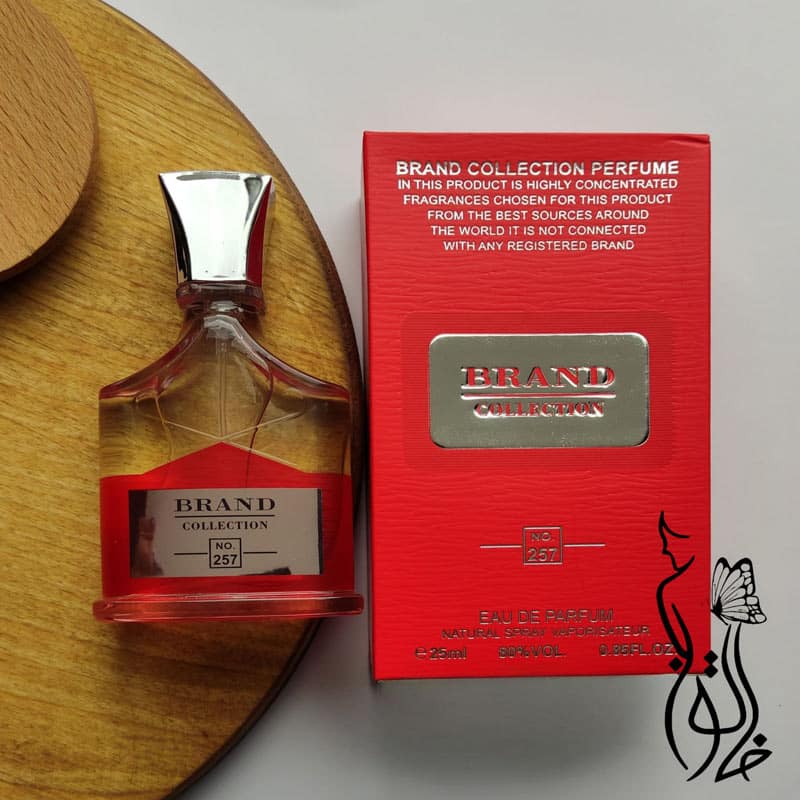 BRAND COLLECTION PERFUME
IN THIS PRODUCT IS HIGHLY CONCENTRATED
FRAGRANCES CHOSEN FOR THIS PRODUCT
FROM THE BEST SOURCES AROUND
THE WORLD IT IS NOT CONNECTED
WITH ANY REGISTERED BRAND
BRAND
COLLECTION
NO.
257
EAU DE PARFUM
NATURAL SPRAY VAPORISHTEUR
℮25ml 80%VOL. 0.85FL.OZ.
BRAND
COLLECTION
NO.
257